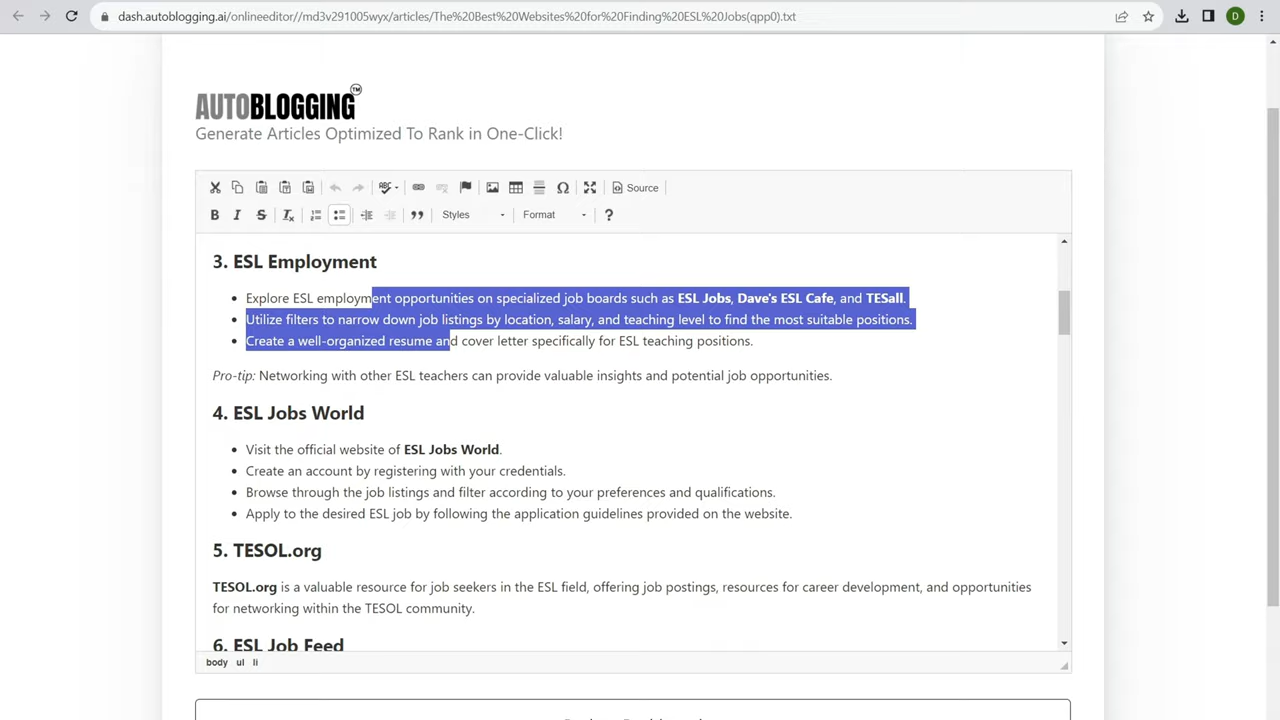 dash.autoblogging.ai/onlineeditor//md3v291005wyx/articles/The%20Best%20Websites%20for%20Finding%20ESL%20Jobs(qpp0).txt
D
AUTOBLOGGING™
Generate Articles Optimized To Rank in One-Click!
ABC
Source
B I S Tx Styles Format ?
3. ESL Employment
Explore ESL employment opportunities on specialized job boards such as ESL Jobs, Dave's ESL Cafe, and TESall.
Utilize filters to narrow down job listings by location, salary, and teaching level to find the most suitable positions.
Create a well-organized resume and cover letter specifically for ESL teaching positions.
Pro-tip: Networking with other ESL teachers can provide valuable insights and potential job opportunities.
4. ESL Jobs World
Visit the official website of ESL Jobs World.
Create an account by registering with your credentials.
Browse through the job listings and filter according to your preferences and qualifications.
Apply to the desired ESL job by following the application guidelines provided on the website.
5. TESOL.org
TESOL.org is a valuable resource for job seekers in the ESL field, offering job postings, resources for career development, and opportunities
for networking within the TESOL community.
6. ESL Job Feed
body ul li